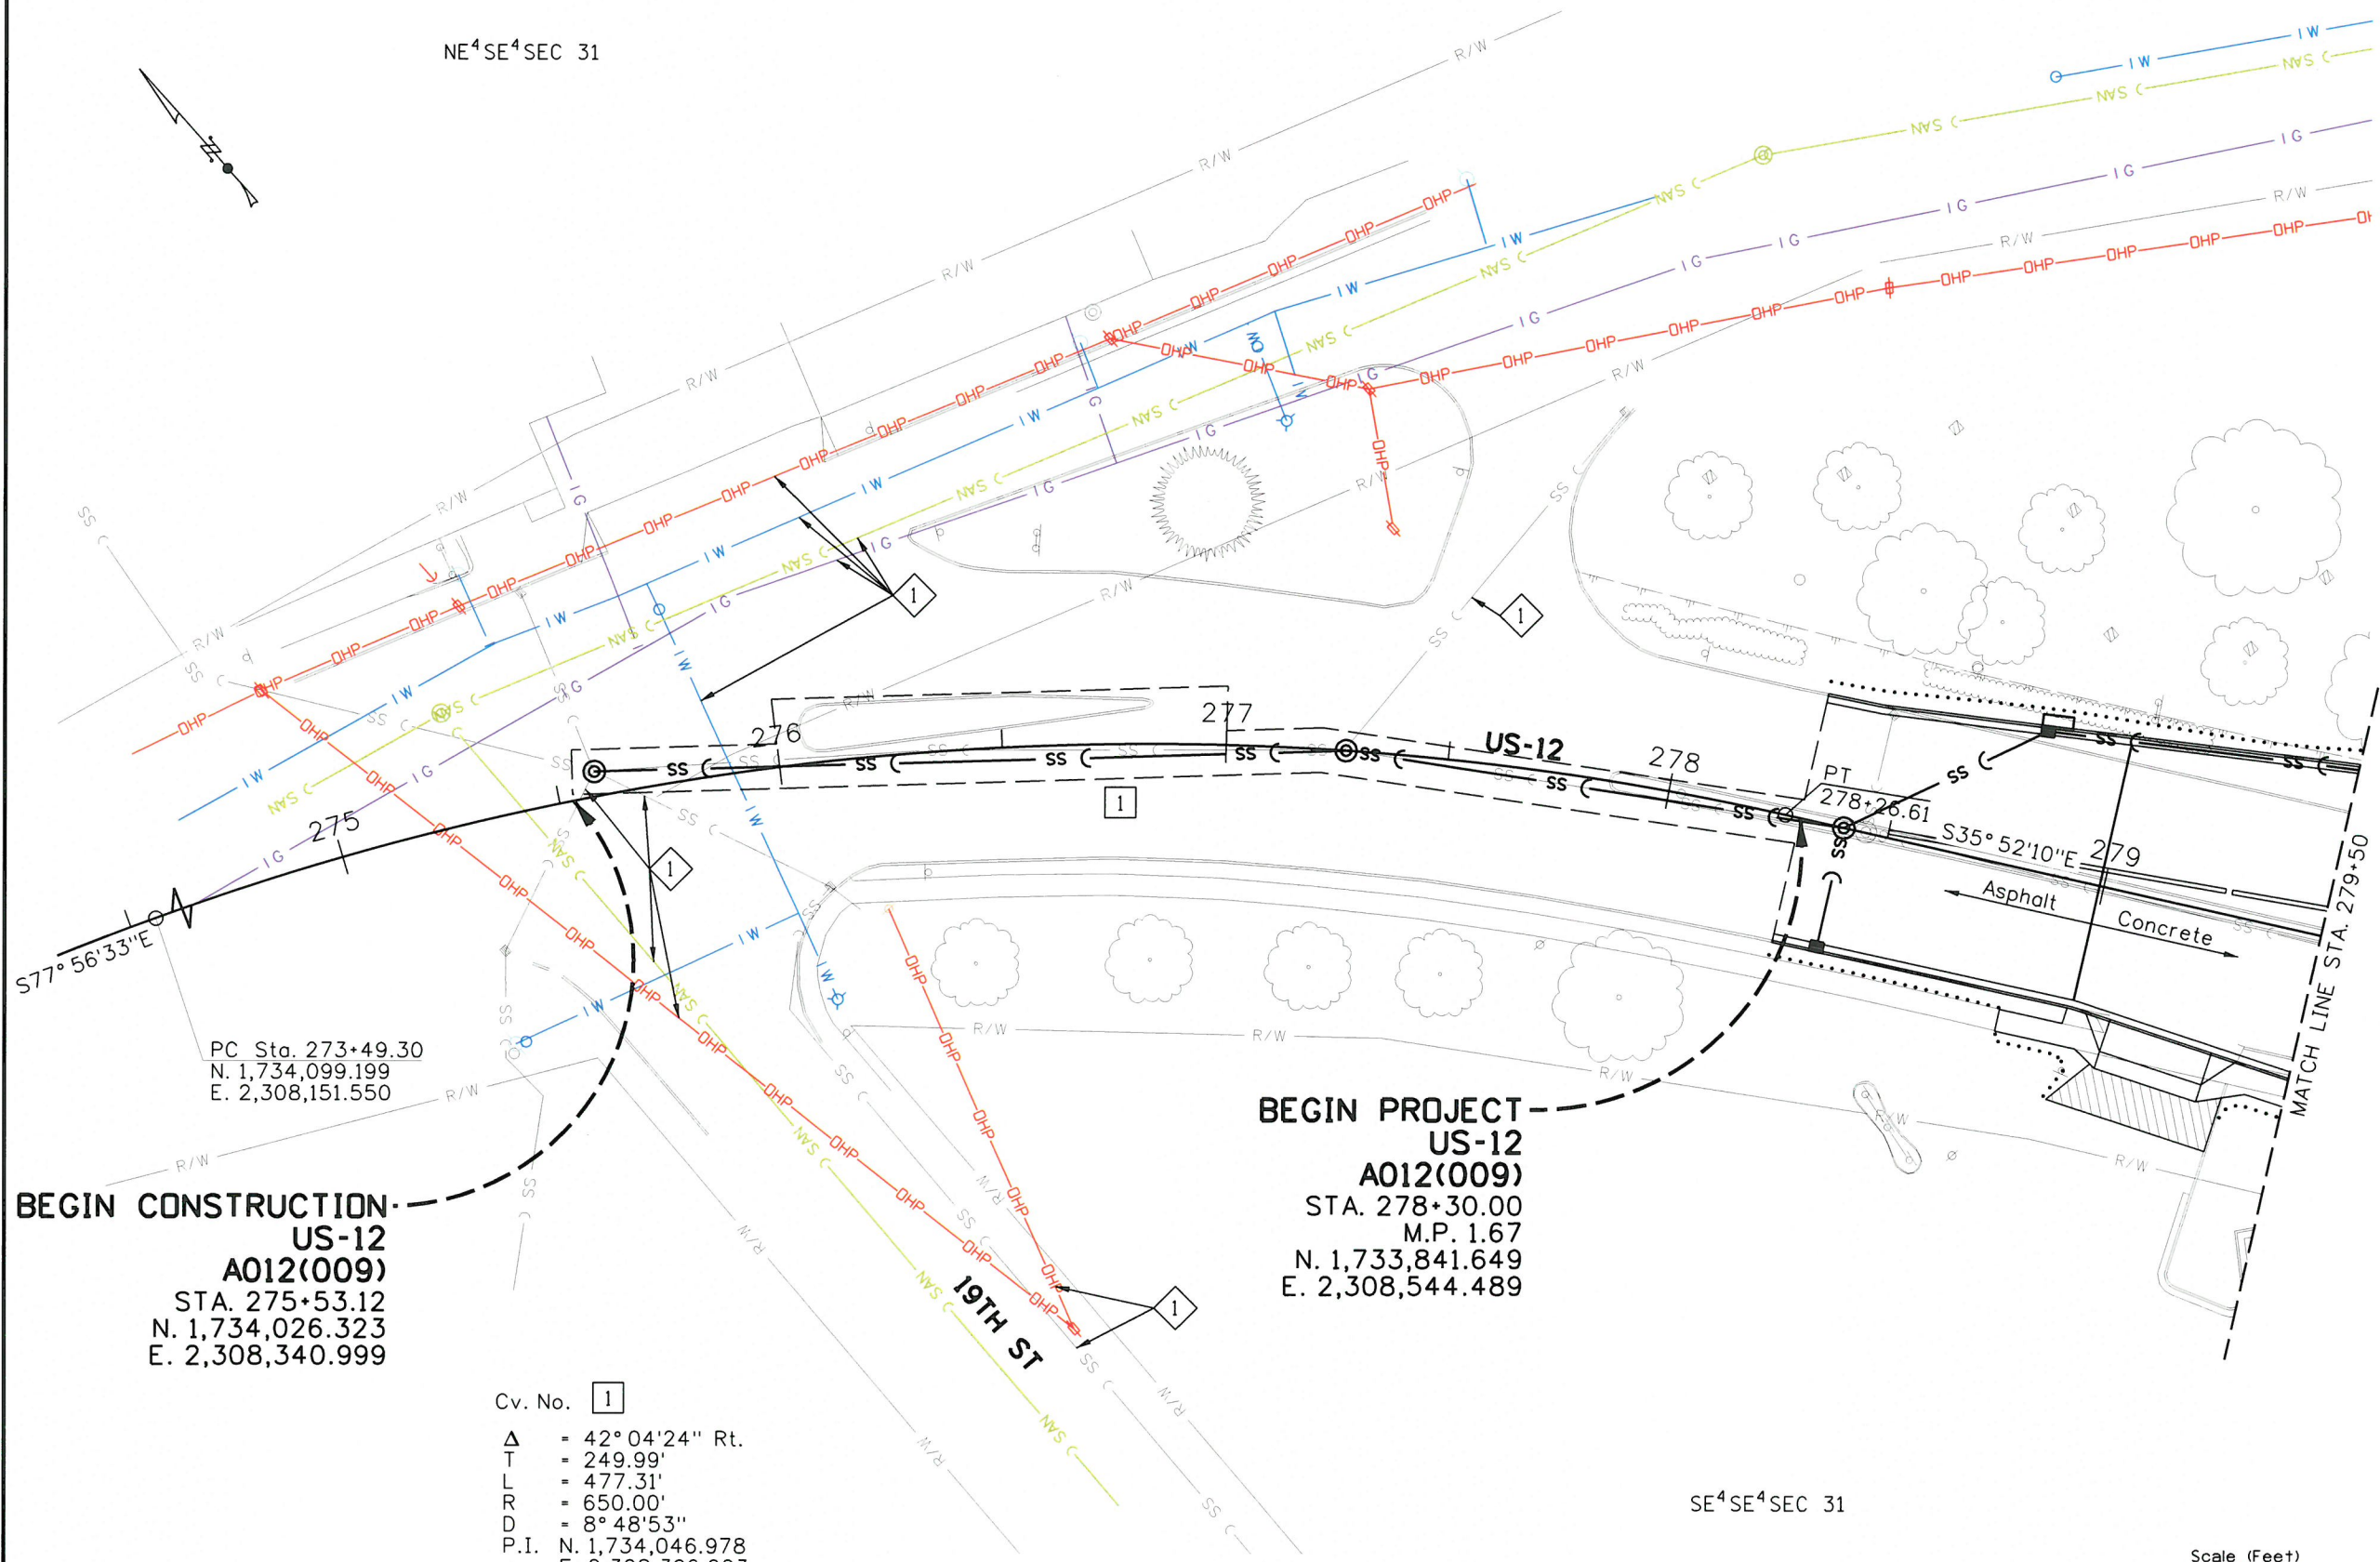 NE⁴SE⁴SEC 31
R/W
IW
SAN
IG
OHP
SS
OW
1
1
1
1
1
275
276
277
278
279
US-12
PT
278+26.61
S35° 52'10"E
Asphalt
Concrete
MATCH LINE STA. 279+50
S77° 56'33"E
PC Sta. 273+49.30
N. 1,734,099.199
E. 2,308,151.550
BEGIN CONSTRUCTION
US-12
A012(009)
STA. 275+53.12
N. 1,734,026.323
E. 2,308,340.999
BEGIN PROJECT
US-12
A012(009)
STA. 278+30.00
M.P. 1.67
N. 1,733,841.649
E. 2,308,544.489
19TH ST
Cv. No. 1
Δ = 42° 04'24" Rt.
T = 249.99'
L = 477.31'
R = 650.00'
D = 8° 48'53"
P.I. N. 1,734,046.978
SE⁴SE⁴SEC 31
Scale (Feet)